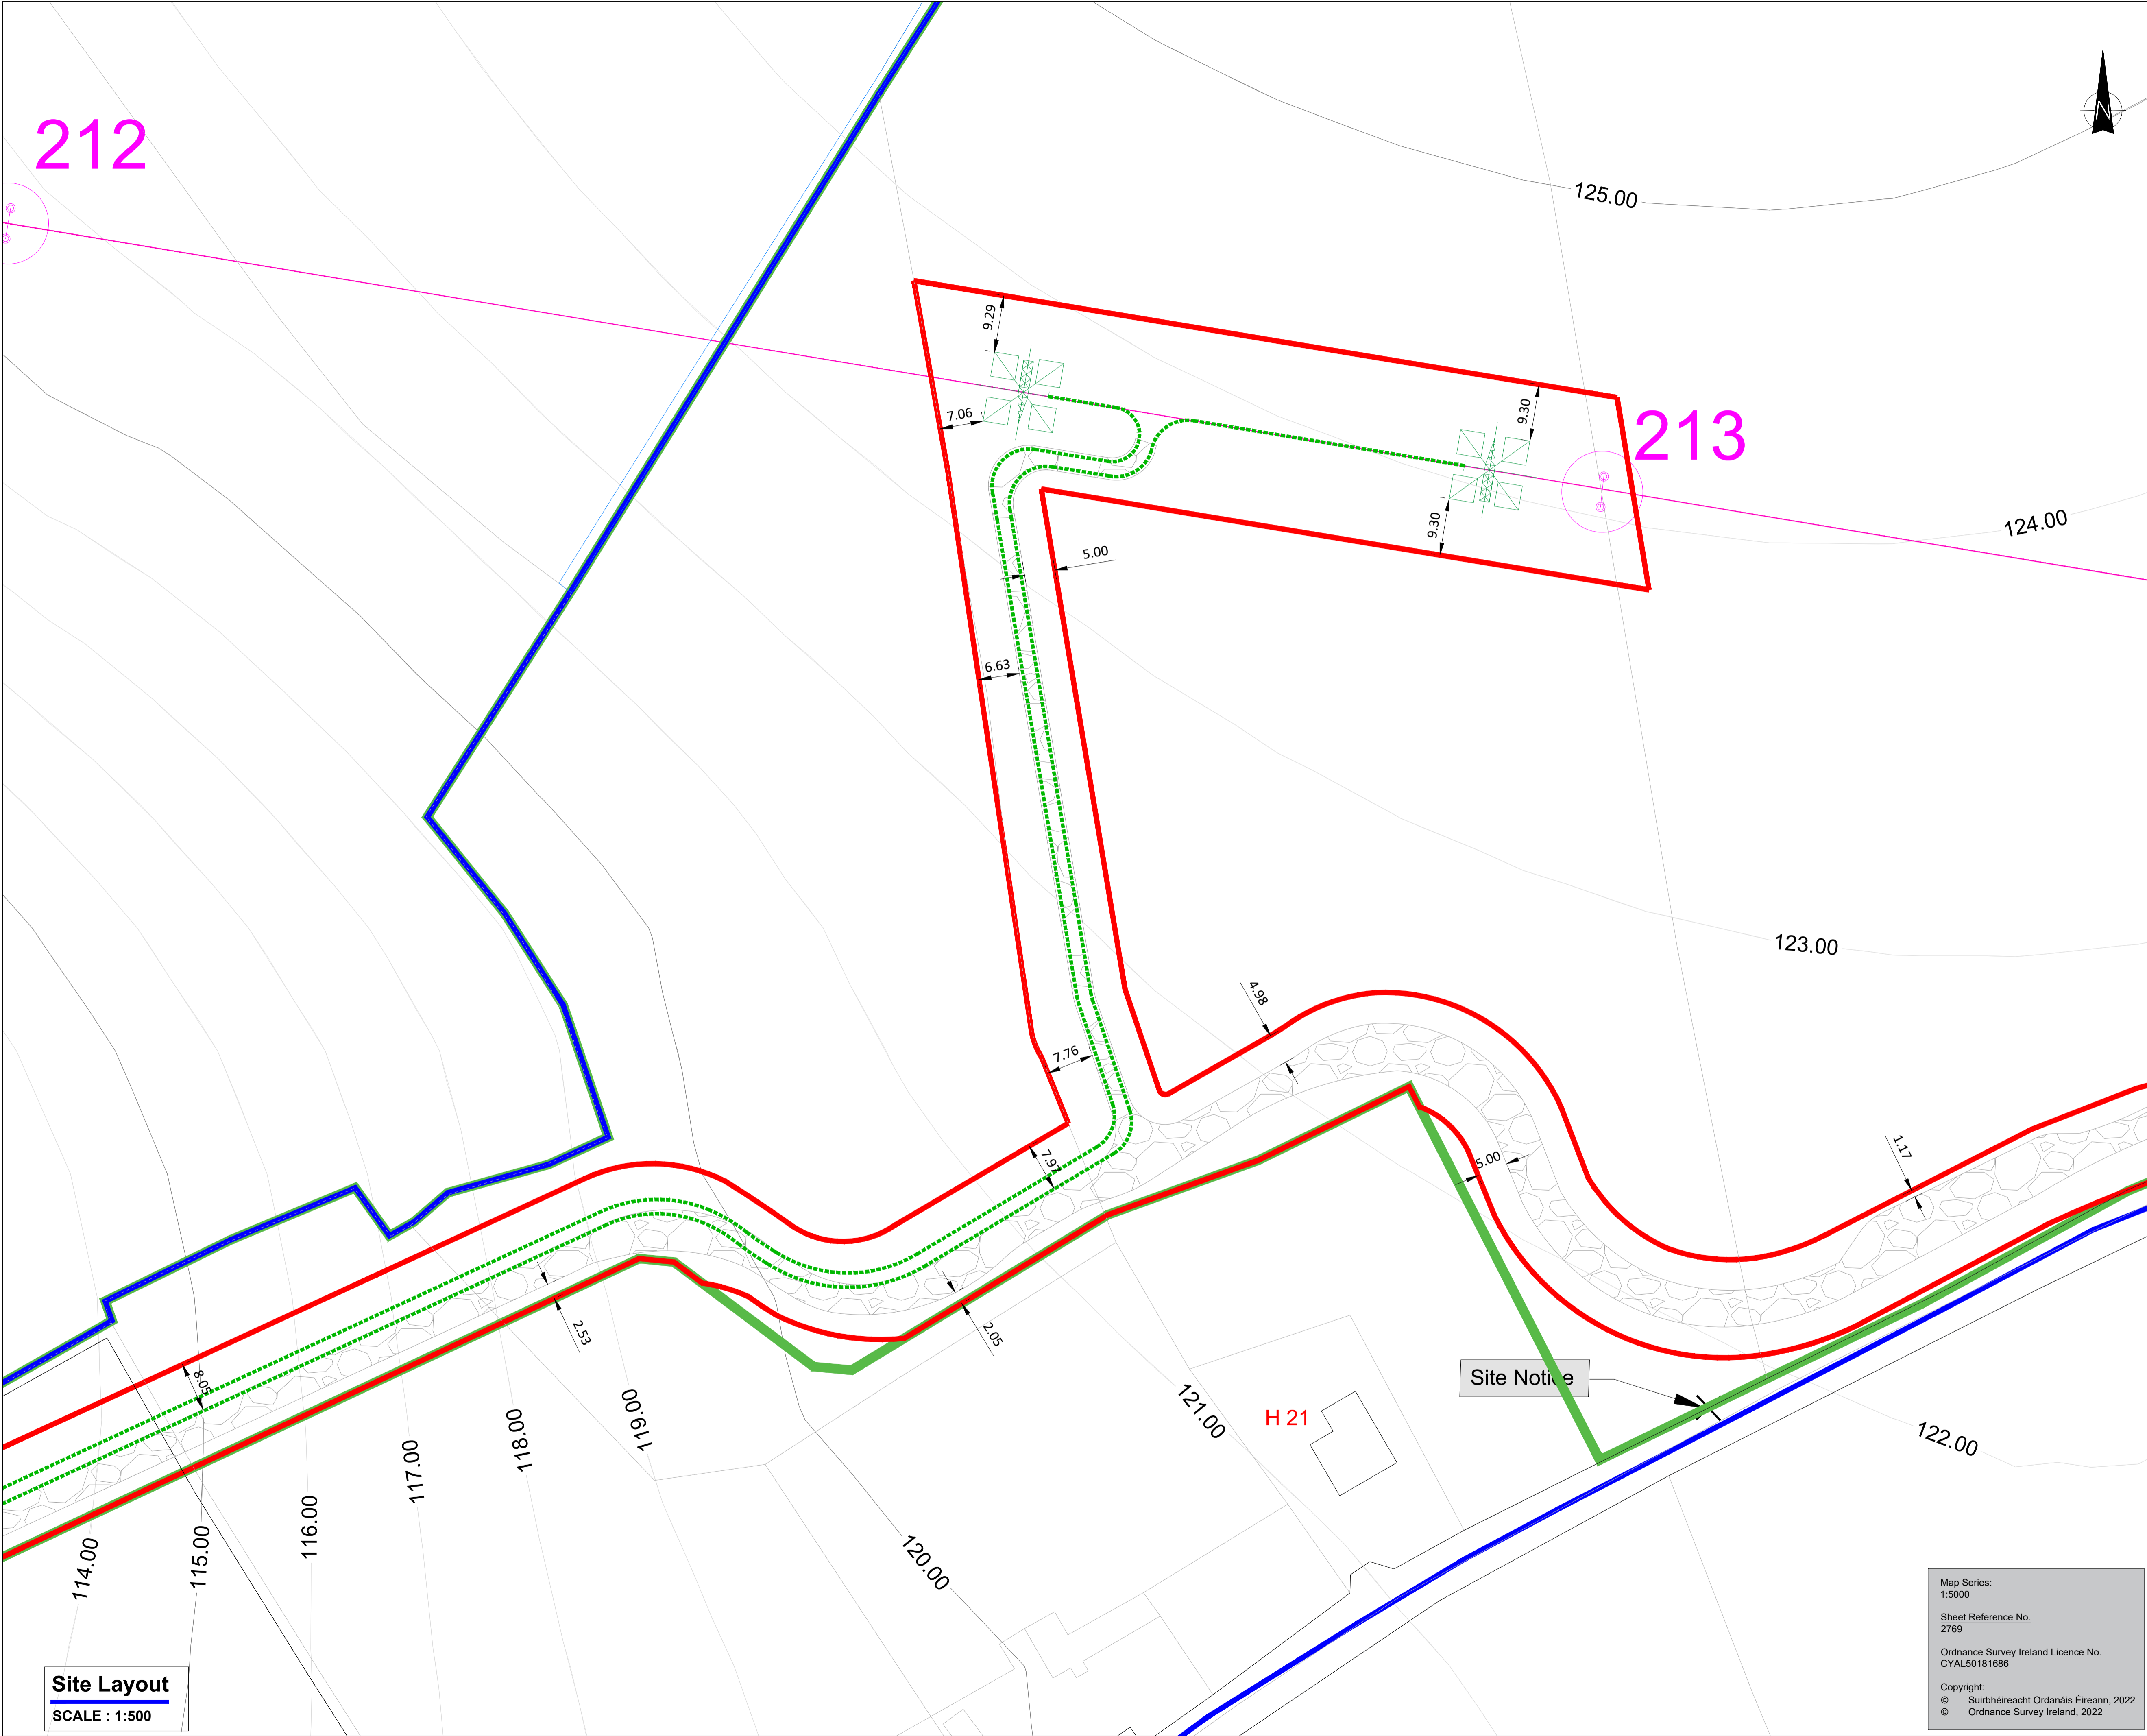 212
N
125.00
9.29
7.06
9.30
213
9.30
124.00
5.00
6.63
123.00
4.98
7.76
7.97
5.00
1.17
8.05
2.53
2.05
Site Notice
H 21
121.00
122.00
119.00
118.00
117.00
116.00
115.00
114.00
120.00
Site Layout
SCALE : 1:500
Map Series:
1:5000
Sheet Reference No.
2769
Ordnance Survey Ireland Licence No.
CYAL50181686
Copyright:
© Suirbhéireacht Ordanáis Éireann, 2022
© Ordnance Survey Ireland, 2022